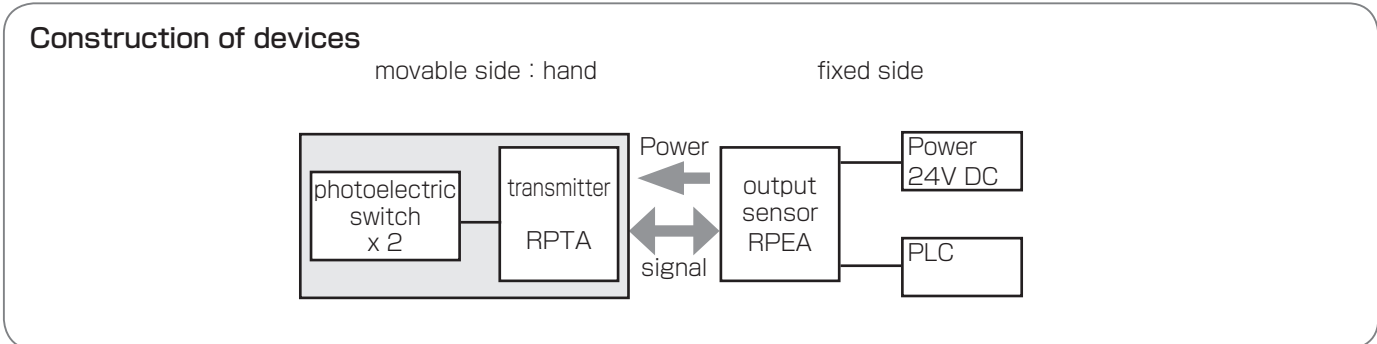 Construction of devices
movable side : hand
fixed side
photoelectric
switch
x 2
transmitter
RPTA
Power
signal
output
sensor
RPEA
Power
24V DC
PLC